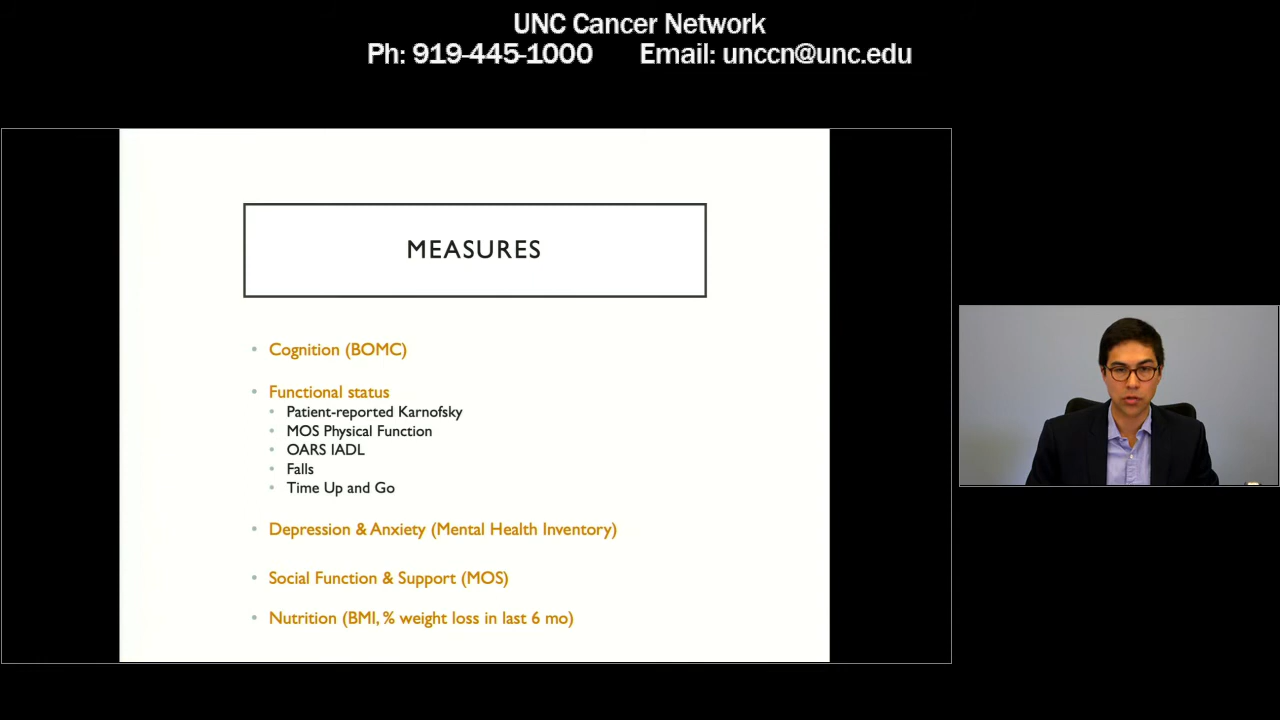 UNC Cancer Network
Ph: 919-445-1000 Email: unccn@unc.edu
MEASURES
• Cognition (BOMC)
• Functional status
• Patient-reported Karnofsky
• MOS Physical Function
• OARS IADL
• Falls
• Time Up and Go
• Depression & Anxiety (Mental Health Inventory)
• Social Function & Support (MOS)
• Nutrition (BMI, % weight loss in last 6 mo)